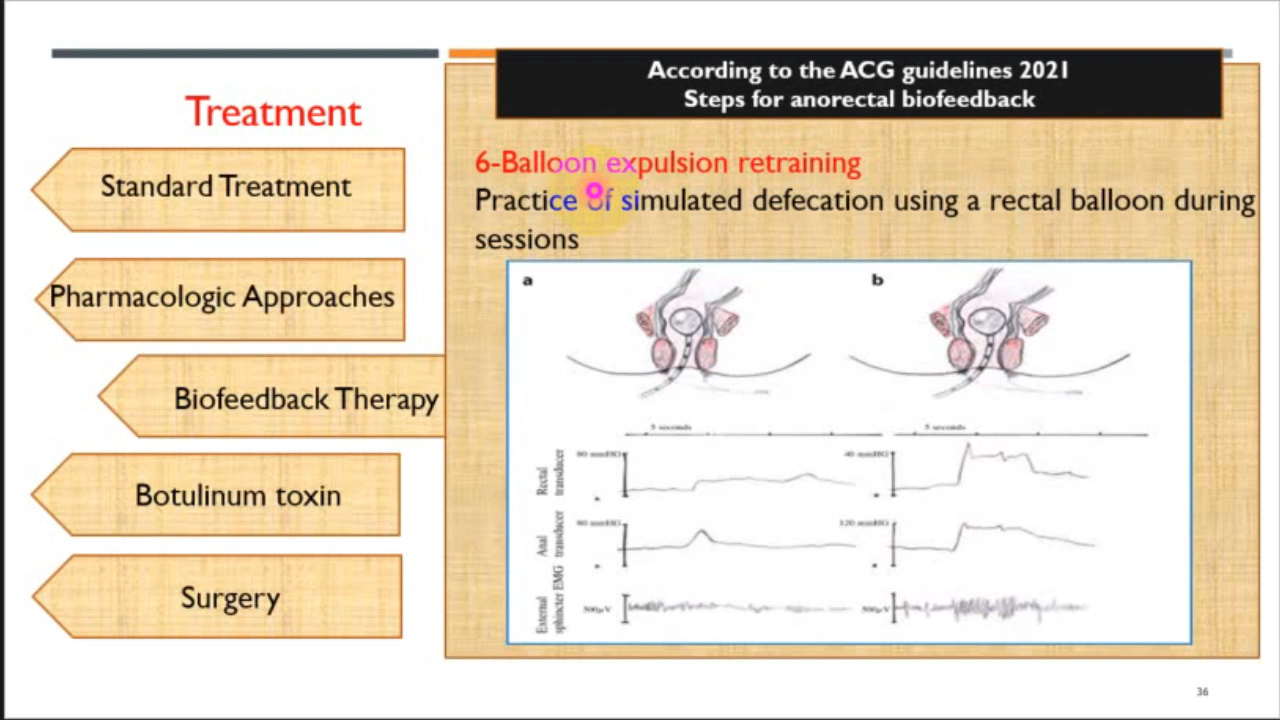 According to the ACG guidelines 2021
Steps for anorectal biofeedback
Treatment
Standard Treatment
Pharmacologic Approaches
Biofeedback Therapy
Botulinum toxin
Surgery
6-Balloon expulsion retraining
Practice of simulated defecation using a rectal balloon during
sessions
a
b
5 seconds
5 seconds
Rectal
transducer
80 mmHG
40 mmHG
Anal
transducer
80 mmHG
120 mmHG
External
sphincter EMG
500μV
500μV
36